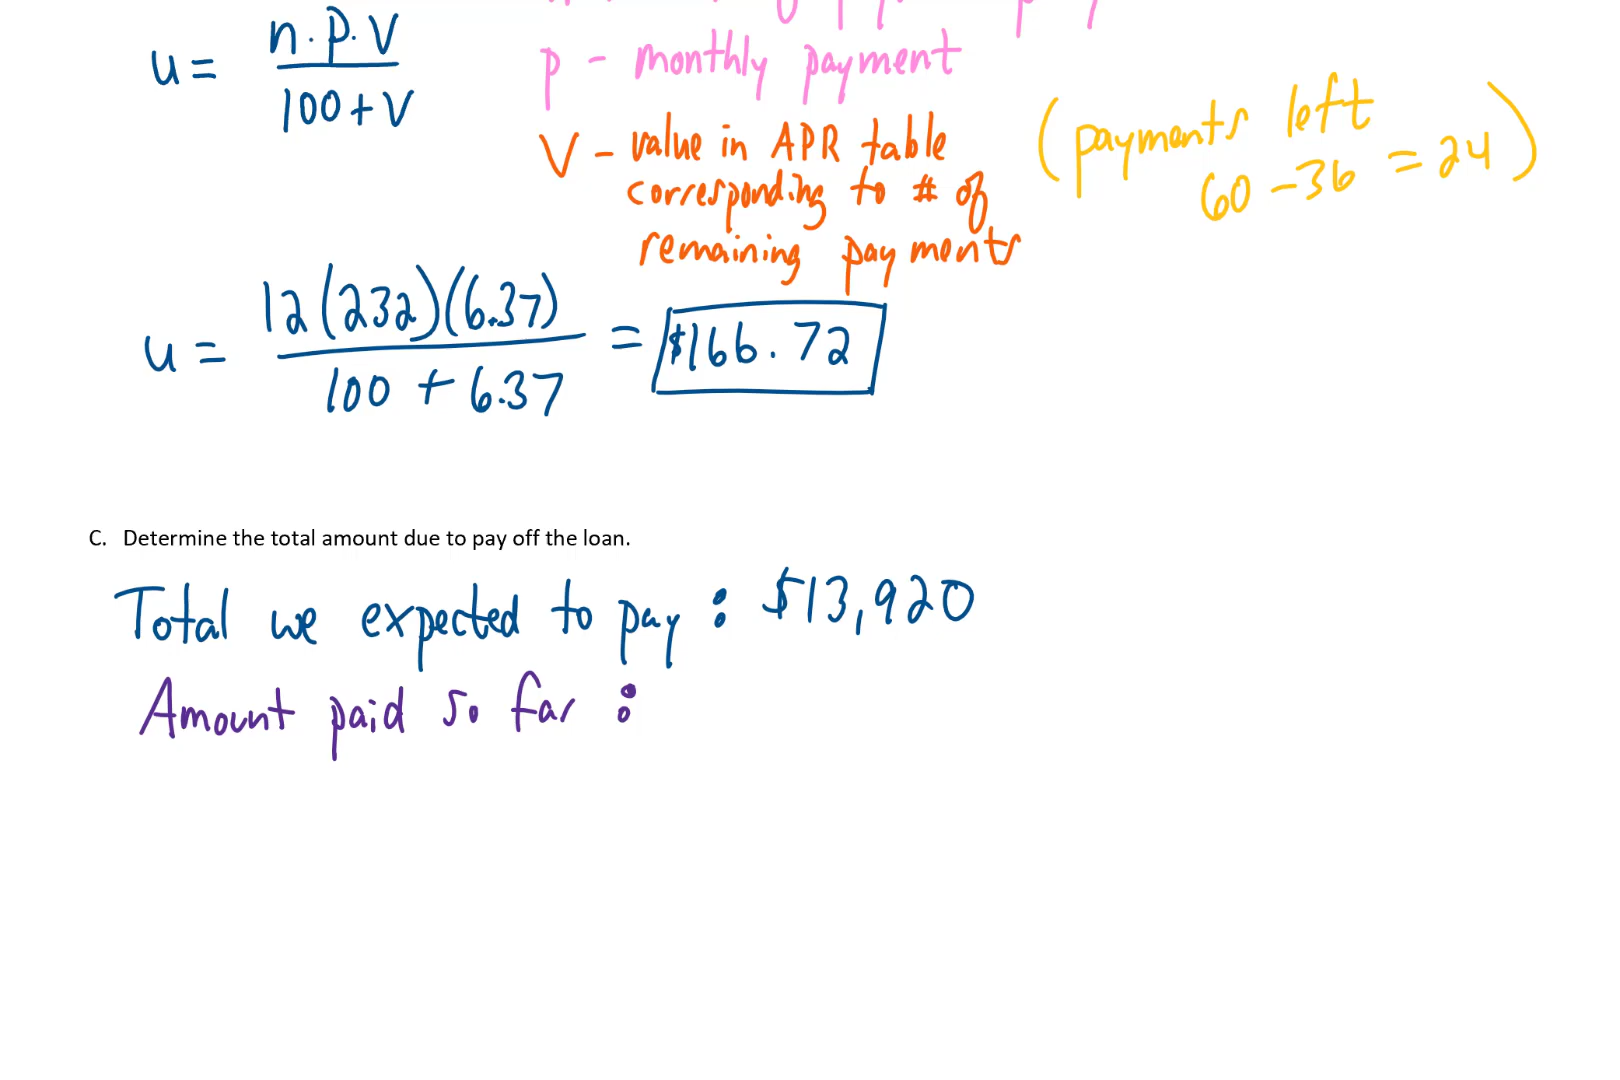 u = n · p · V / 100 + V
p - monthly payment
V - value in APR table
corresponding to # of
remaining payments
(payments left
60 - 36 = 24)
u = 12(232)(6.37) / 100 + 6.37 = $166.72
C. Determine the total amount due to pay off the loan.
Total we expected to pay : $13,920
Amount paid so far :